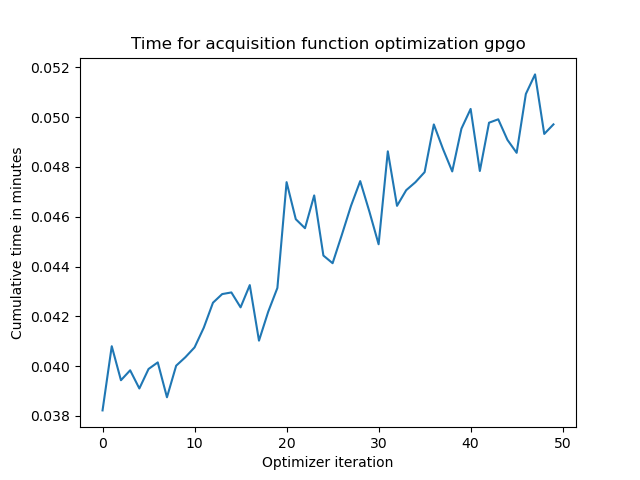 Time for acquisition function optimization gpgo
0.052
0.050
0.048
0.046
0.044
0.042
0.040
0.038
Cumulative time in minutes
0 10 20 30 40 50
Optimizer iteration